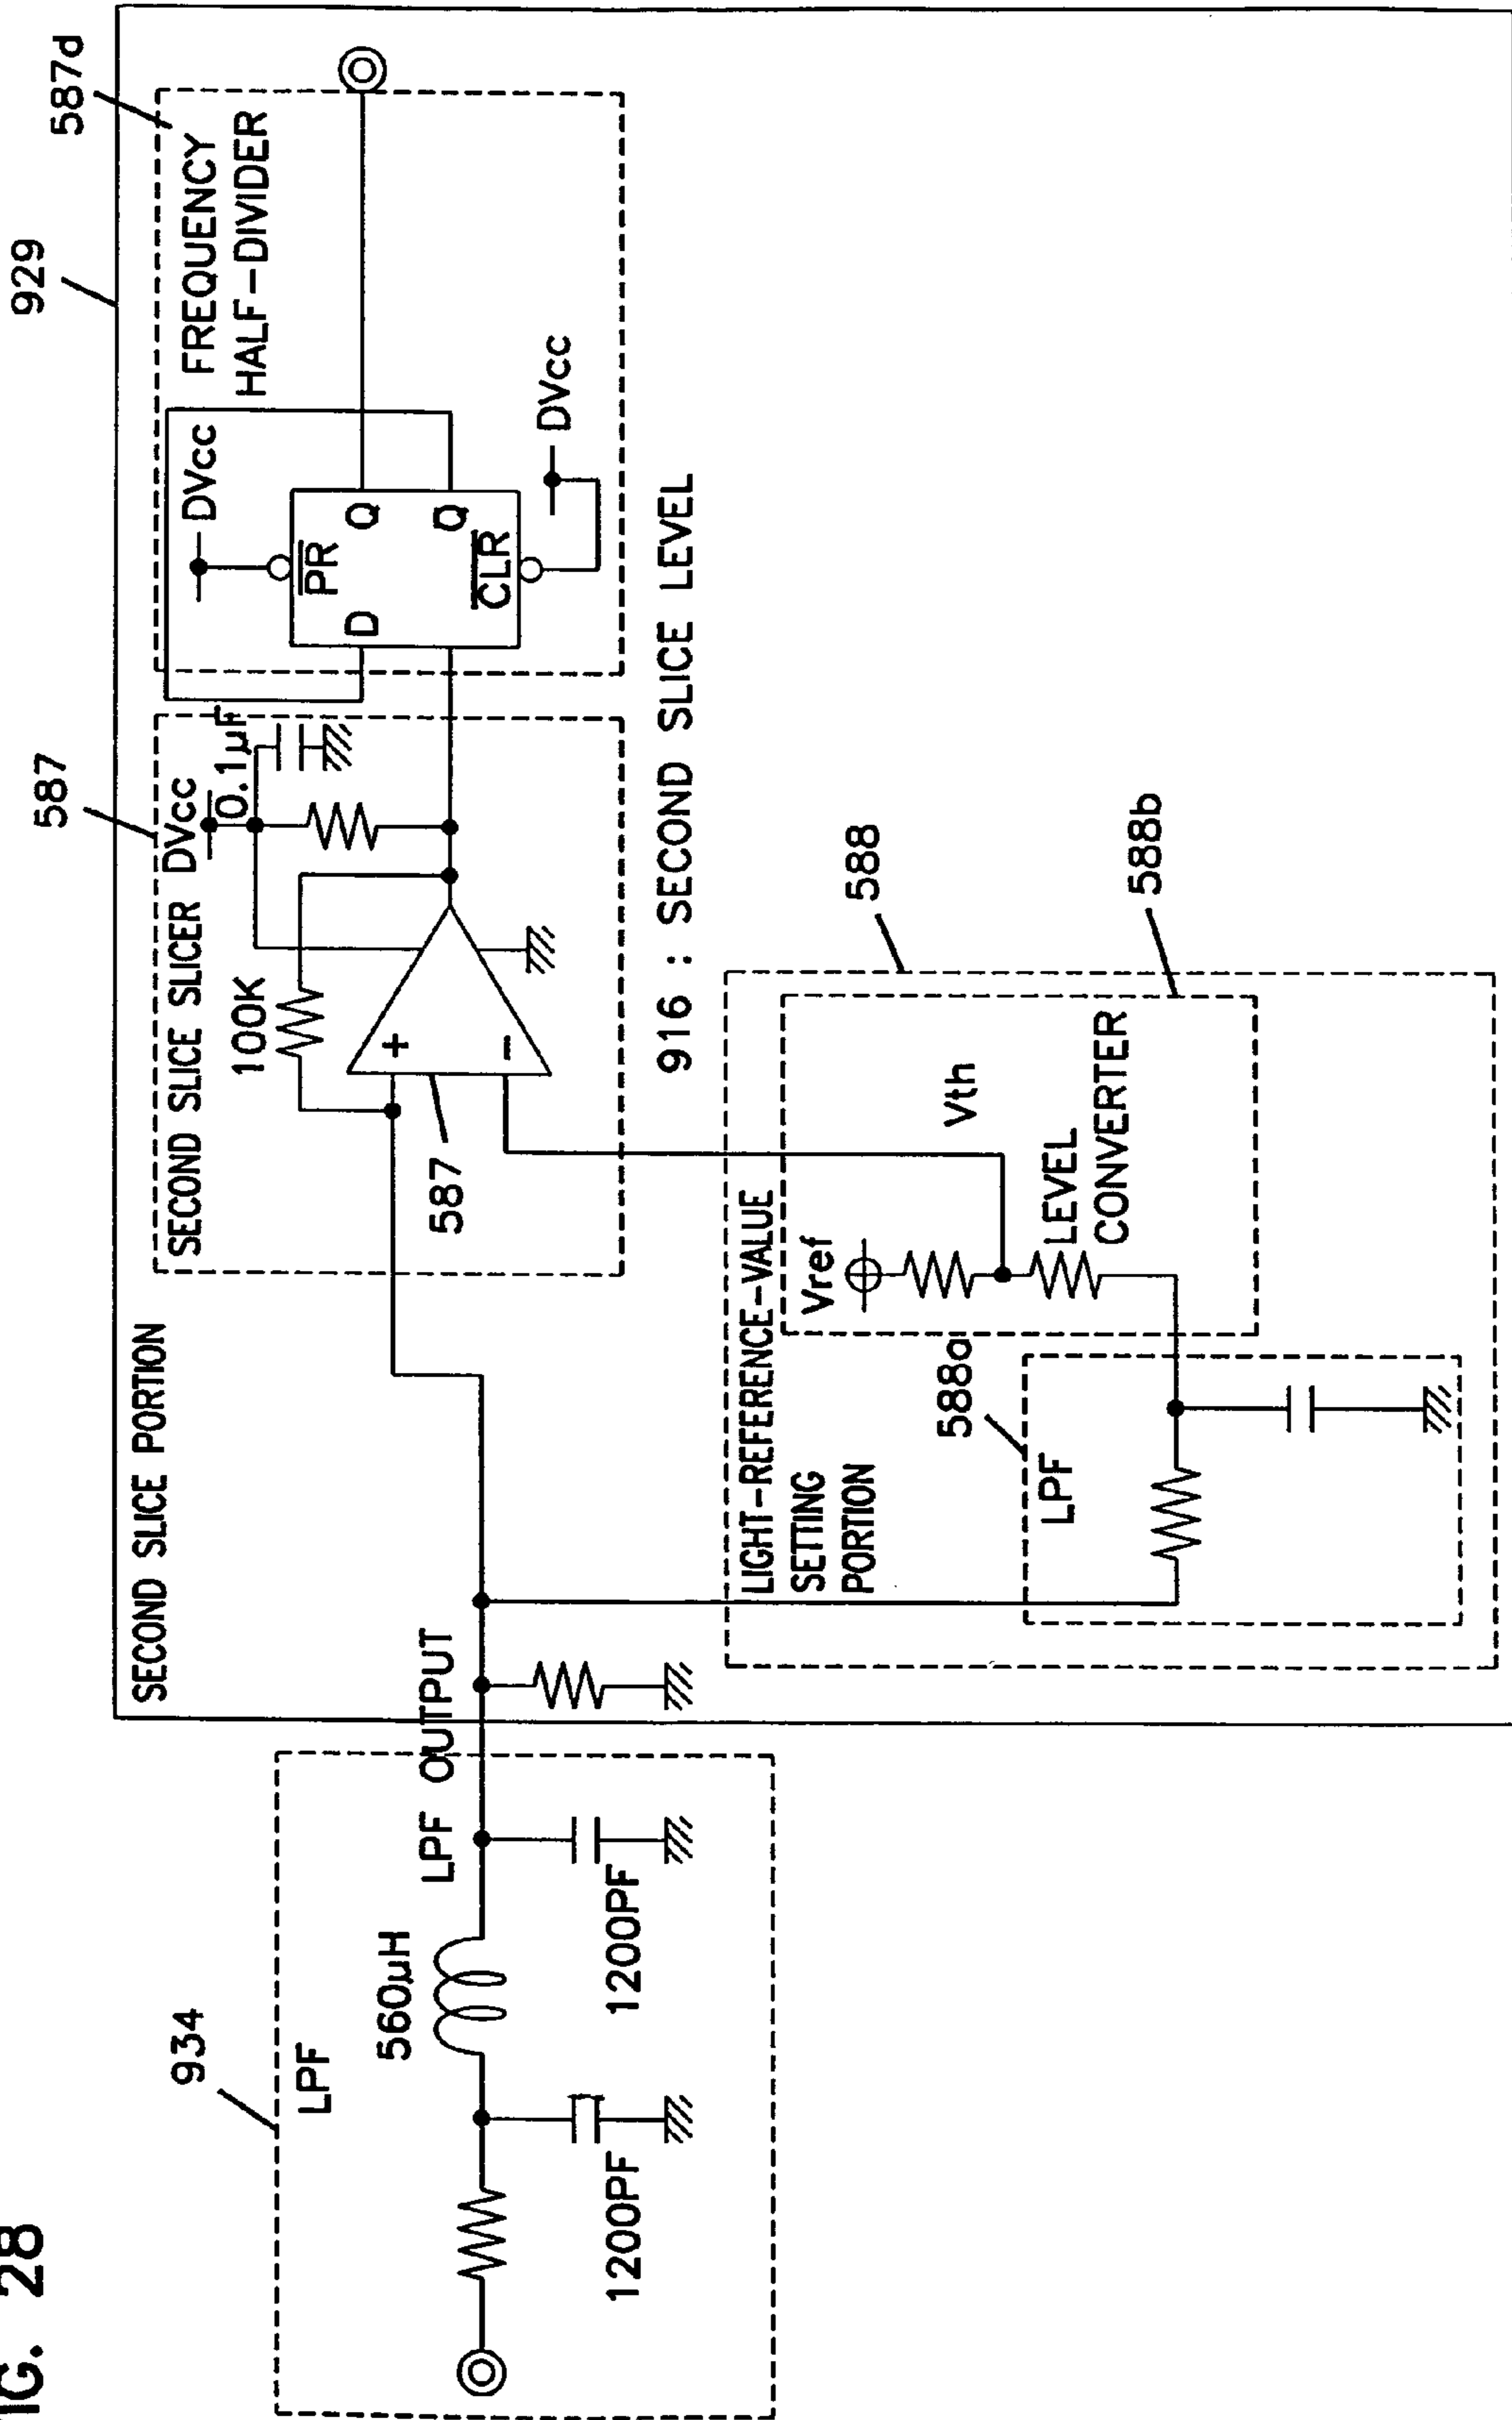 IG. 28
934
LPF
560µH
1200PF
1200PF
LPF OUTPUT
929
SECOND SLICE PORTION
587
SECOND SLICE SLICER
DVcc
0.1µF
100K
+
−
587
587d
FREQUENCY
HALF-DIVIDER
DVcc
PR
D
Q
Q
CLR
DVcc
916 : SECOND SLICE LEVEL
588
LIGHT-REFERENCE-VALUE
SETTING
PORTION
588a
LPF
588b
Vref
Vth
LEVEL
CONVERTER